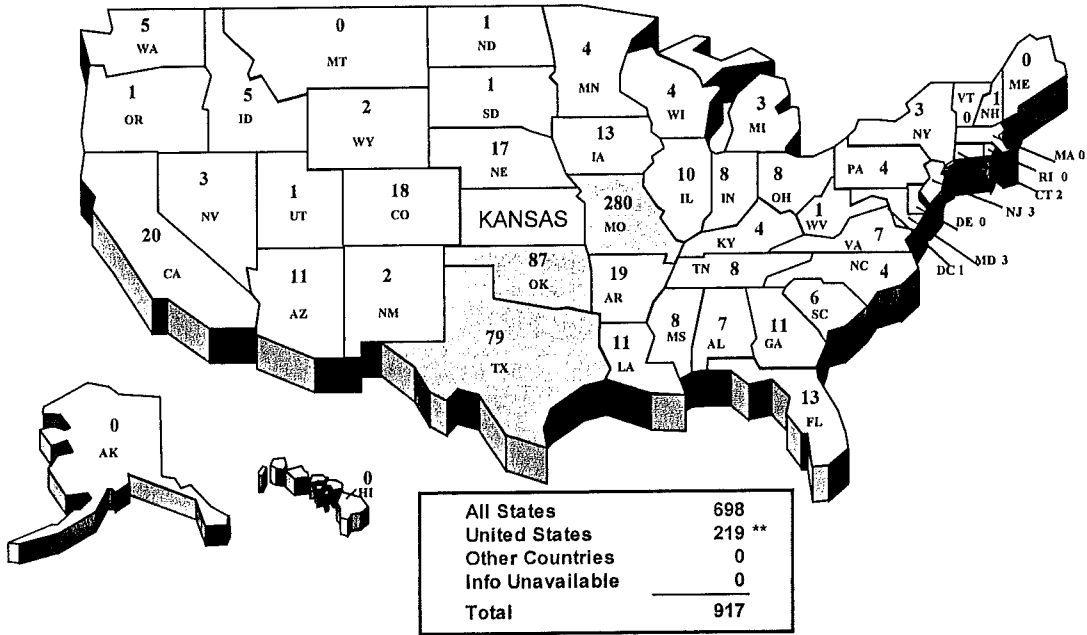 5
WA
0
MT
1
ND
4
MN
4
WI
3
MI
0
ME
VT
0
1
NH
3
NY
1
OR
5
ID
2
WY
1
SD
13
IA
17
NE
3
NV
1
UT
18
CO
KANSAS
280
MO
10
IL
8
IN
8
OH
PA 4
MA 0
RI 0
CT 2
NJ 3
DE 0
MD 3
DC 1
1
WV
7
VA
4
KY
20
CA
11
AZ
2
NM
87
OK
19
AR
TN 8
NC
4
6
SC
79
TX
11
LA
8
MS
7
AL
11
GA
13
FL
0
AK
0
HI
All States 698
United States 219 **
Other Countries 0
Info Unavailable 0
Total 917